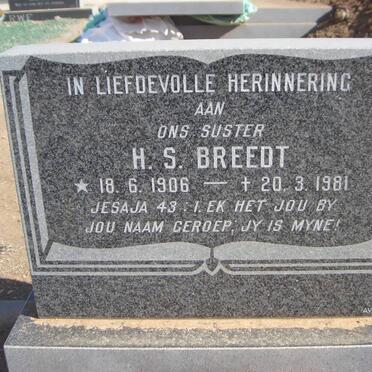 IN LIEFDEVOLLE HERINNERING
AAN
ONS SUSTER
H. S. BREEDT
★ 18. 6. 1906 — † 20. 3. 1981
JESAJA 43 : 1. EK HET JOU BY
JOU NAAM GEROEP, JY IS MYNE!